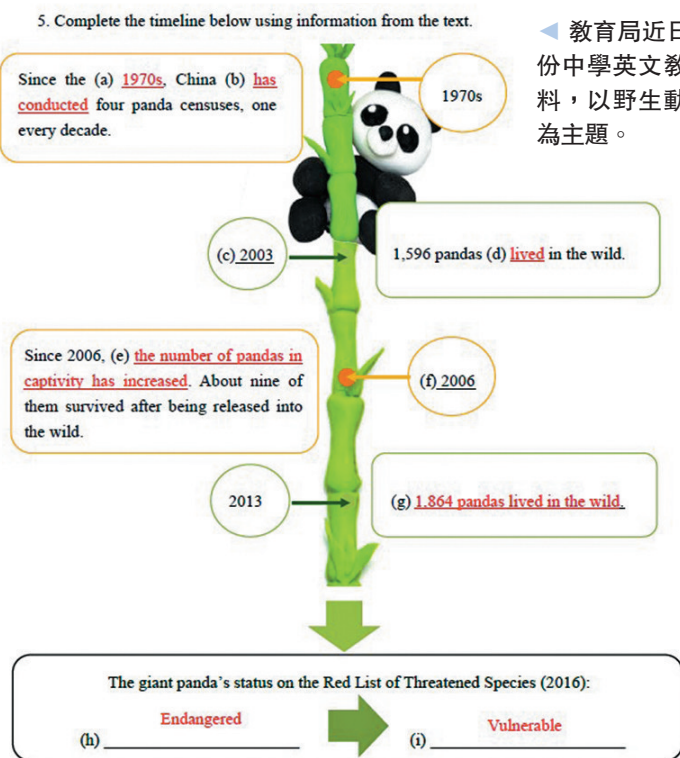 5. Complete the timeline below using information from the text.
◀ 教育局近日
份中學英文教
料，以野生動
為主題。
Since the (a) 1970s, China (b) has
conducted four panda censuses, one
every decade.
1970s
(c) 2003
1,596 pandas (d) lived in the wild.
Since 2006, (e) the number of pandas in
captivity has increased. About nine of
them survived after being released into
the wild.
(f) 2006
2013
(g) 1.864 pandas lived in the wild.
The giant panda's status on the Red List of Threatened Species (2016):
(h) Endangered
(i) Vulnerable